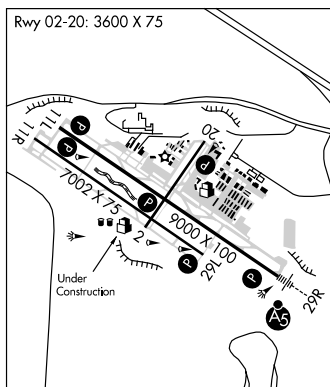 Rwy 02-20: 3600 X 75
11L
11R
20
P
P
P
7002 X 75
P
9000 X 100
2
29L
P
P
29R
A5
Under
Construction